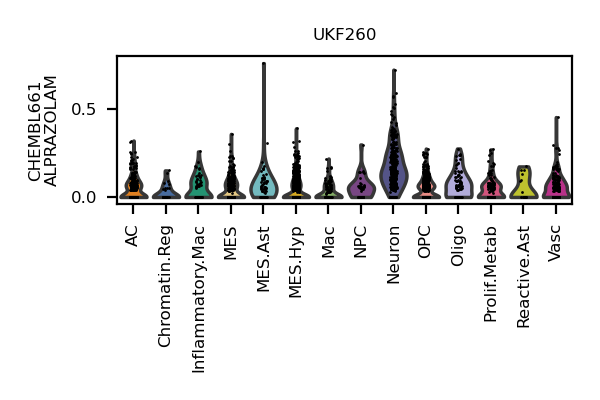 UKF260
CHEMBL661
ALPRAZOLAM
0.5
0.0
AC
Chromatin.Reg
Inflammatory.Mac
MES
MES.Ast
MES.Hyp
Mac
NPC
Neuron
OPC
Oligo
Prolif.Metab
Reactive.Ast
Vasc